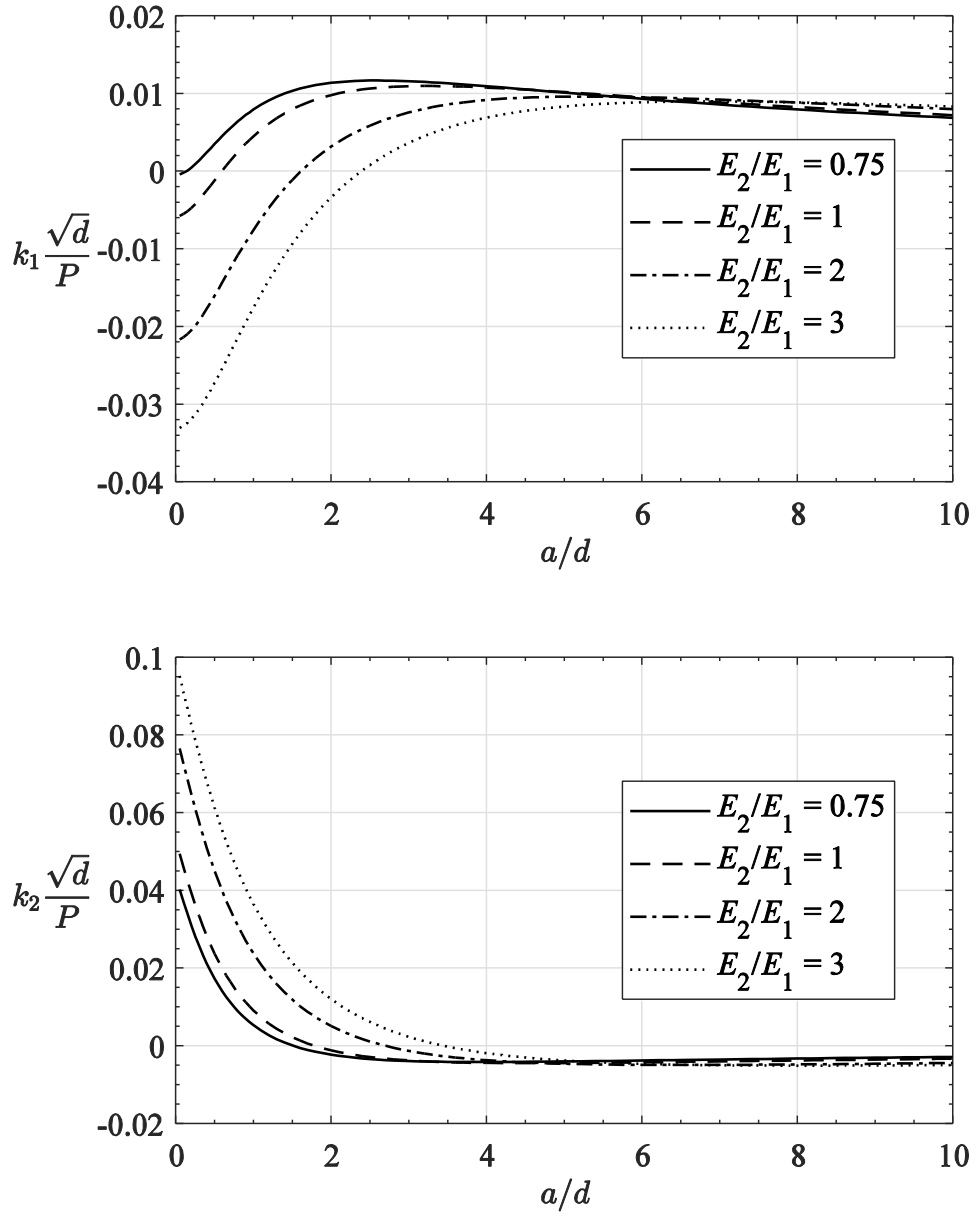 0.02
0.01
0
-0.01
-0.02
-0.03
-0.04
k₁ √d / P
E₂/E₁ = 0.75
E₂/E₁ = 1
E₂/E₁ = 2
E₂/E₁ = 3
0 2 4 6 8 10
a/d
0.1
0.08
0.06
0.04
0.02
0
-0.02
k₂ √d / P
E₂/E₁ = 0.75
E₂/E₁ = 1
E₂/E₁ = 2
E₂/E₁ = 3
0 2 4 6 8 10
a/d